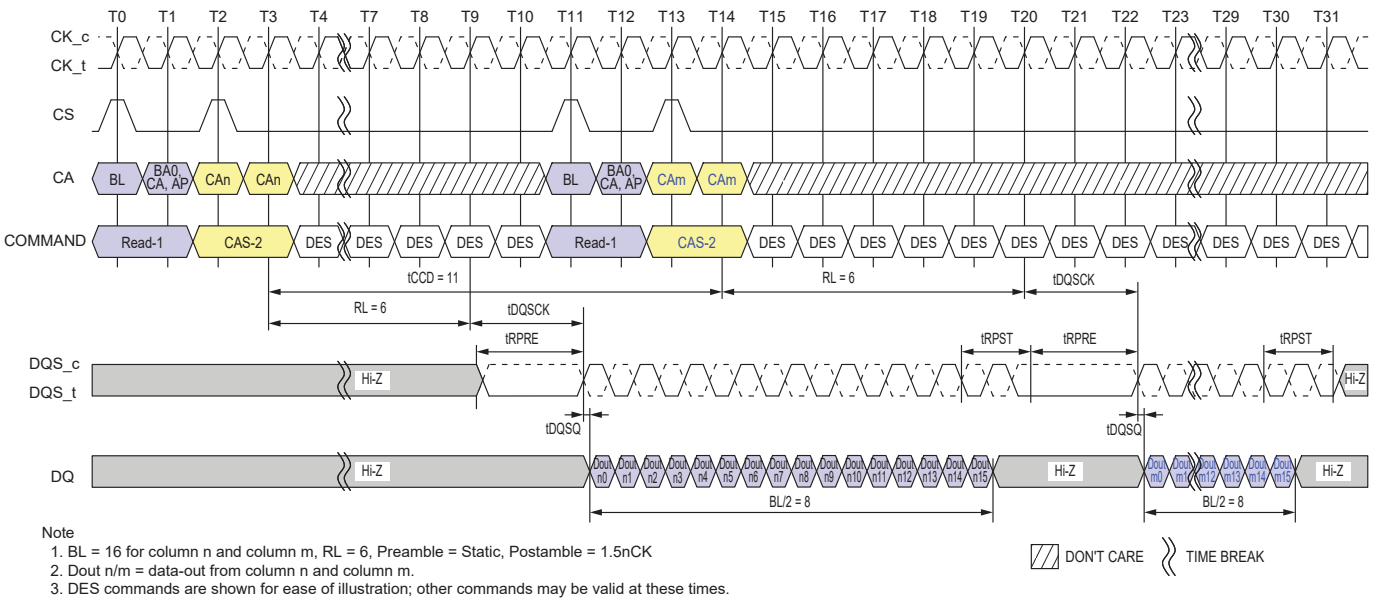 T0 T1 T2 T3 T4 T7 T8 T9 T10 T11 T12 T13 T14 T15 T16 T17 T18 T19 T20 T21 T22 T23 T29 T30 T31
CK_c
CK_t
CS
CA BL BA0, CA, AP CAn CAn BL BA0, CA, AP CAm CAm
COMMAND Read-1 CAS-2 DES DES DES DES DES Read-1 CAS-2 DES DES DES DES DES DES DES DES DES DES DES DES
tCCD = 11 RL = 6 tDQSCK
RL = 6 tDQSCK
tRPRE tRPST tRPRE tRPST
DQS_c
Hi-Z Hi-Z
DQS_t
tDQSQ tDQSQ
DQ Hi-Z Dout n0 Dout n1 Dout n2 Dout n3 Dout n4 Dout n5 Dout n6 Dout n7 Dout n8 Dout n9 Dout n10 Dout n11 Dout n12 Dout n13 Dout n14 Dout n15 Hi-Z Dout m0 Dout m1 Dout m12 Dout m13 Dout m14 Dout m15 Hi-Z
BL/2 = 8 BL/2 = 8
Note
1. BL = 16 for column n and column m, RL = 6, Preamble = Static, Postamble = 1.5nCK
2. Dout n/m = data-out from column n and column m.
3. DES commands are shown for ease of illustration; other commands may be valid at these times.
DON'T CARE TIME BREAK